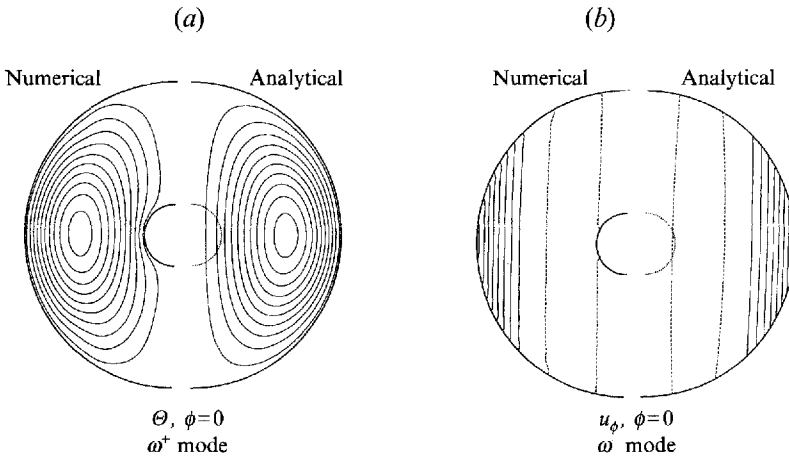 (a)
(b)
Numerical
Analytical
Numerical
Analytical
Θ, ϕ=0
ω⁺ mode
u_ϕ, ϕ=0
ω mode